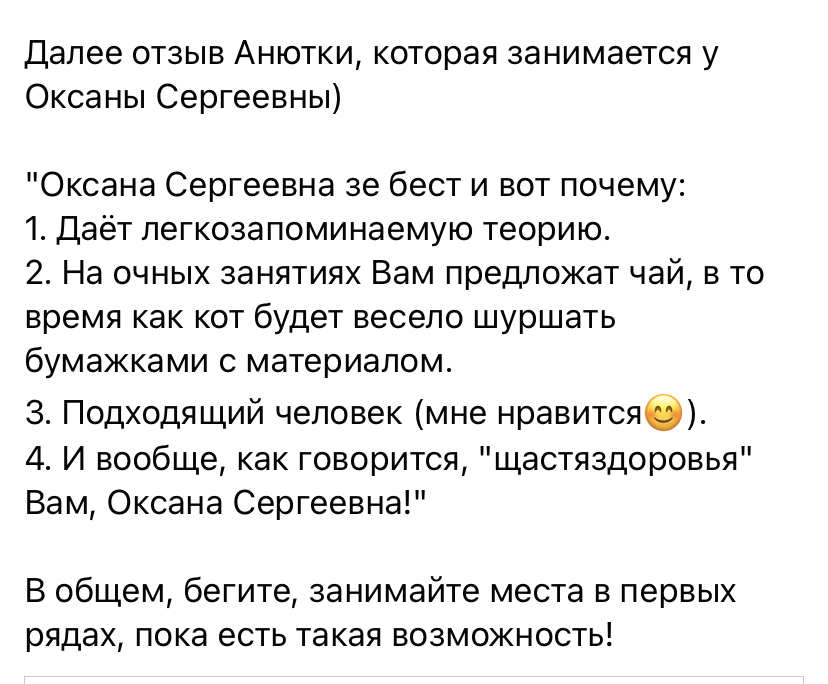 Далее отзыв Анютки, которая занимается у
Оксаны Сергеевны)
"Оксана Сергеевна зе бест и вот почему:
1. Даёт легкозапоминаемую теорию.
2. На очных занятиях Вам предложат чай, в то
время как кот будет весело шуршать
бумажками с материалом.
3. Подходящий человек (мне нравится😊).
4. И вообще, как говорится, "щастяздоровья"
Вам, Оксана Сергеевна!"
В общем, бегите, занимайте места в первых
рядах, пока есть такая возможность!